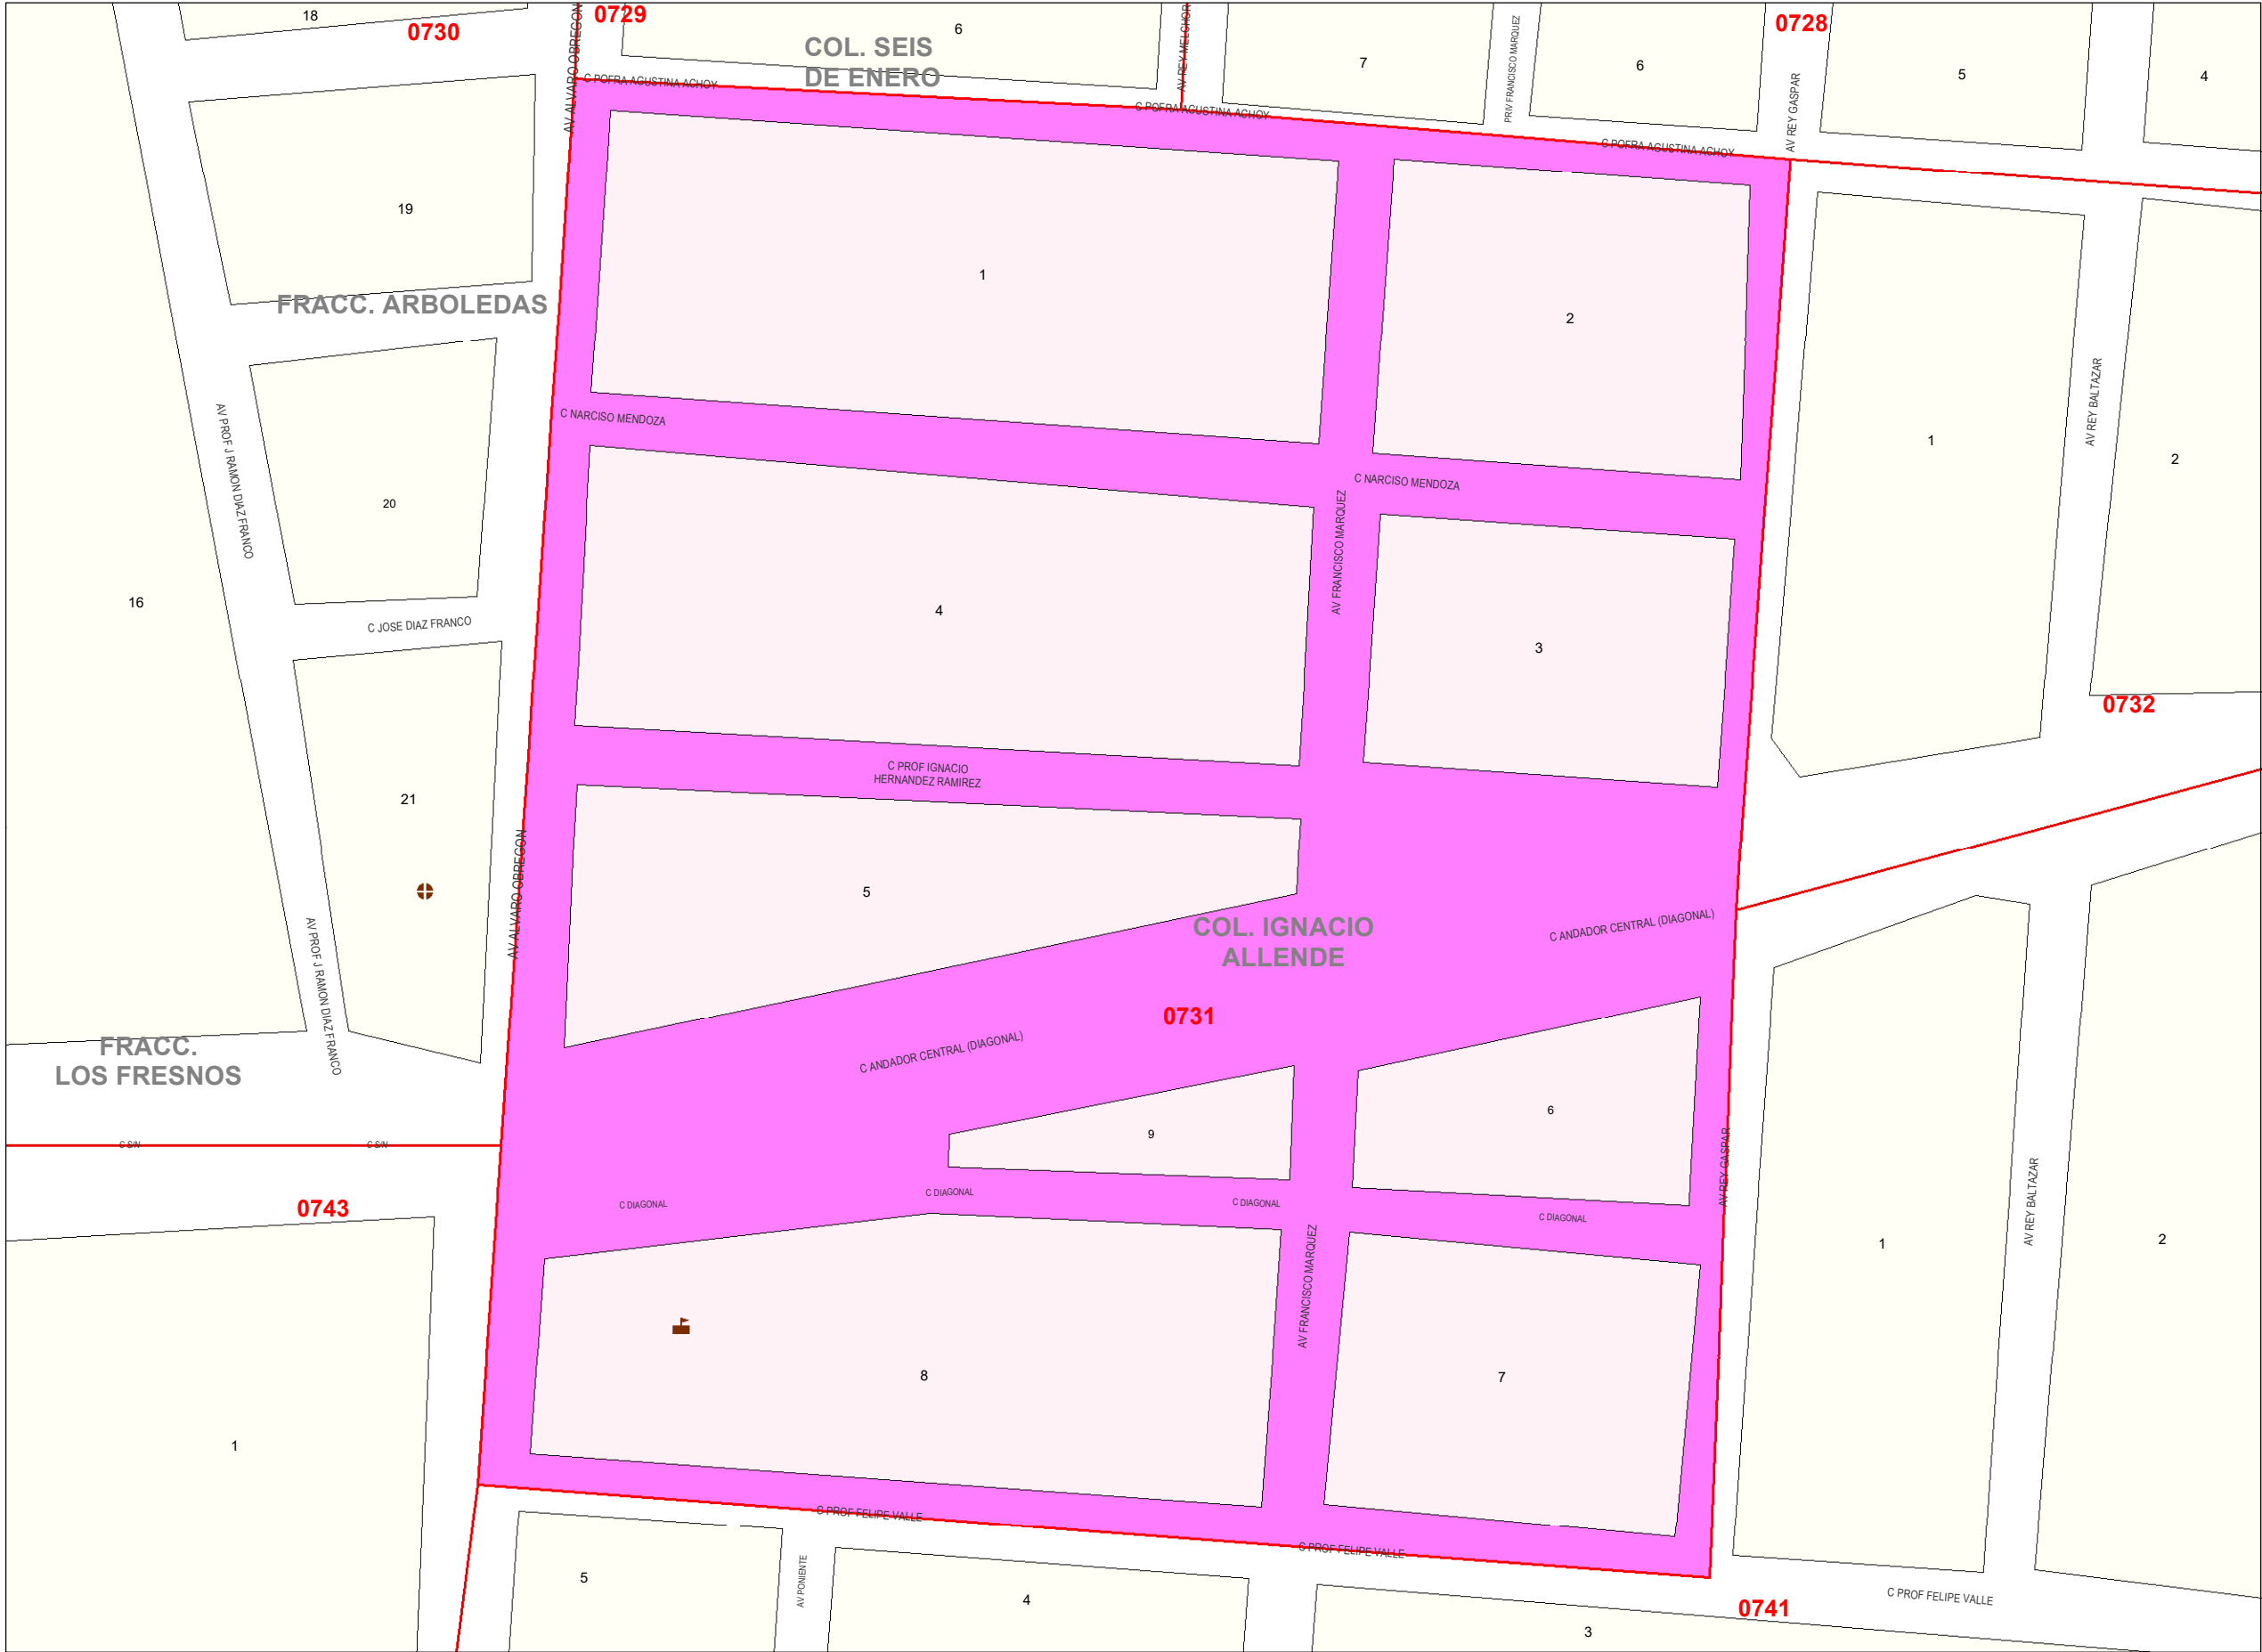 18
0730
AV ALVARO OBREGON
0729
6
COL. SEIS
DE ENERO
AV REY MELCHOR
7
PRIV FRANCISCO MARQUEZ
6
0728
AV REY GASPAR
5
4
C POFRA AGUSTINA ACHOY
C POFRA AGUSTINA ACHOY
C POFRA AGUSTINA ACHOY
19
1
2
FRACC. ARBOLEDAS
C NARCISO MENDOZA
AV PROF J RAMON DIAZ FRANCO
AV REY BALTAZAR
1
2
C NARCISO MENDOZA
20
AV FRANCISCO MARQUEZ
16
4
C JOSE DIAZ FRANCO
3
0732
C PROF IGNACIO
HERNANDEZ RAMIREZ
21
AV ALVARO OBREGON
5
COL. IGNACIO
ALLENDE
C ANDADOR CENTRAL (DIAGONAL)
AV PROF J RAMON DIAZ FRANCO
0731
FRACC.
LOS FRESNOS
C ANDADOR CENTRAL (DIAGONAL)
6
9
C S/N
C S/N
AV REY GASPAR
AV REY BALTAZAR
0743
C DIAGONAL
C DIAGONAL
C DIAGONAL
C DIAGONAL
1
2
AV FRANCISCO MARQUEZ
8
7
1
C PROF FELIPE VALLE
C PROF FELIPE VALLE
5
AV PONIENTE
4
0741
C PROF FELIPE VALLE
3